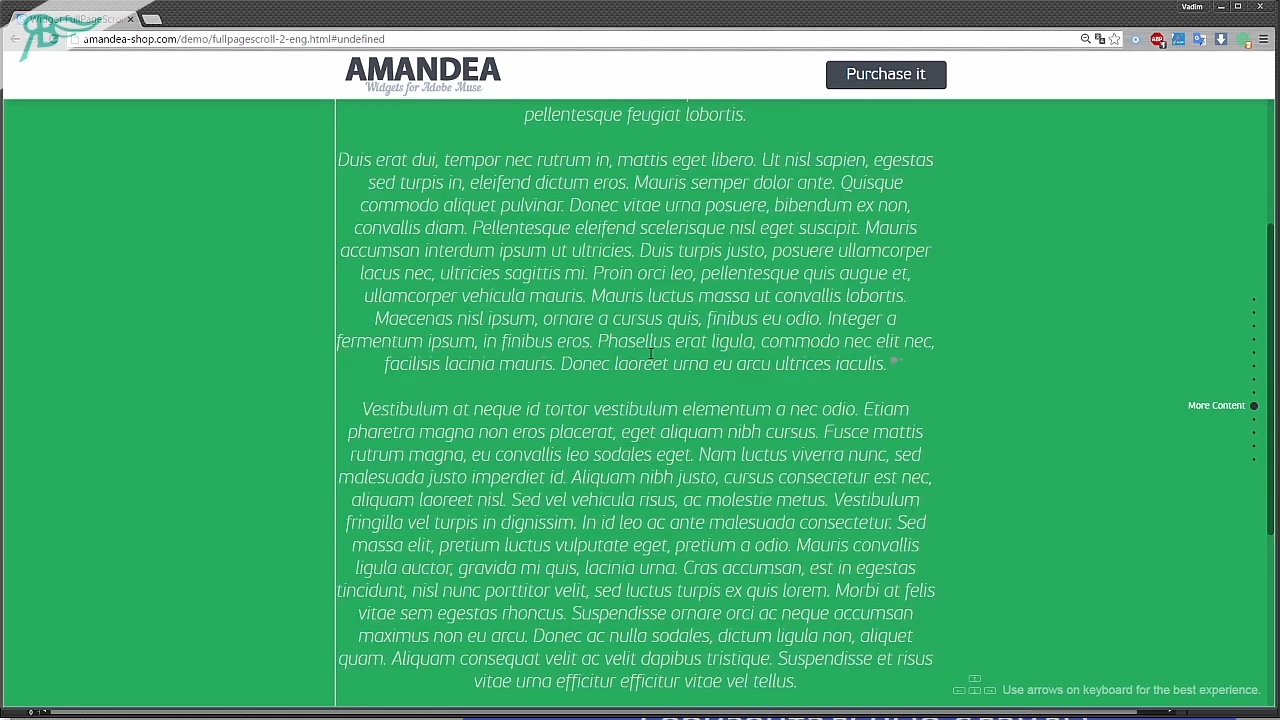 Vadim
Widget FullPageScro
amandea-shop.com/demo/fullpagescroll-2-eng.html#undefined
AMANDEA
Widgets for Adobe Muse
Purchase it
pellentesque feugiat lobortis.
Duis erat dui, tempor nec rutrum in, mattis eget libero. Ut nisl sapien, egestas
sed turpis in, eleifend dictum eros. Mauris semper dolor ante. Quisque
commodo aliquet pulvinar. Donec vitae urna posuere, bibendum ex non,
convallis diam. Pellentesque eleifend scelerisque nisl eget suscipit. Mauris
accumsan interdum ipsum ut ultricies. Duis turpis justo, posuere ullamcorper
lacus nec, ultricies sagittis mi. Proin orci leo, pellentesque quis augue et,
ullamcorper vehicula mauris. Mauris luctus massa ut convallis lobortis.
Maecenas nisl ipsum, ornare a cursus quis, finibus eu odio. Integer a
fermentum ipsum, in finibus eros. Phasellus erat ligula, commodo nec elit nec,
facilisis lacinia mauris. Donec laoreet urna eu arcu ultrices iaculis.
More Content
Vestibulum at neque id tortor vestibulum elementum a nec odio. Etiam
pharetra magna non eros placerat, eget aliquam nibh cursus. Fusce mattis
rutrum magna, eu convallis leo sodales eget. Nam luctus viverra nunc, sed
malesuada justo imperdiet id. Aliquam nibh justo, cursus consectetur est nec,
aliquam laoreet nisl. Sed vel vehicula risus, ac molestie metus. Vestibulum
fringilla vel turpis in dignissim. In id leo ac ante malesuada consectetur. Sed
massa elit, pretium luctus vulputate eget, pretium a odio. Mauris convallis
ligula auctor, gravida mi quis, lacinia urna. Cras accumsan, est in egestas
tincidunt, nisl nunc porttitor velit, sed luctus turpis ex quis lorem. Morbi at felis
vitae sem egestas rhoncus. Suspendisse ornare orci ac neque accumsan
maximus non eu arcu. Donec ac nulla sodales, dictum ligula non, aliquet
quam. Aliquam consequat velit ac velit dapibus tristique. Suspendisse et risus
vitae urna efficitur efficitur vitae vel tellus.
Use arrows on keyboard for the best experience.